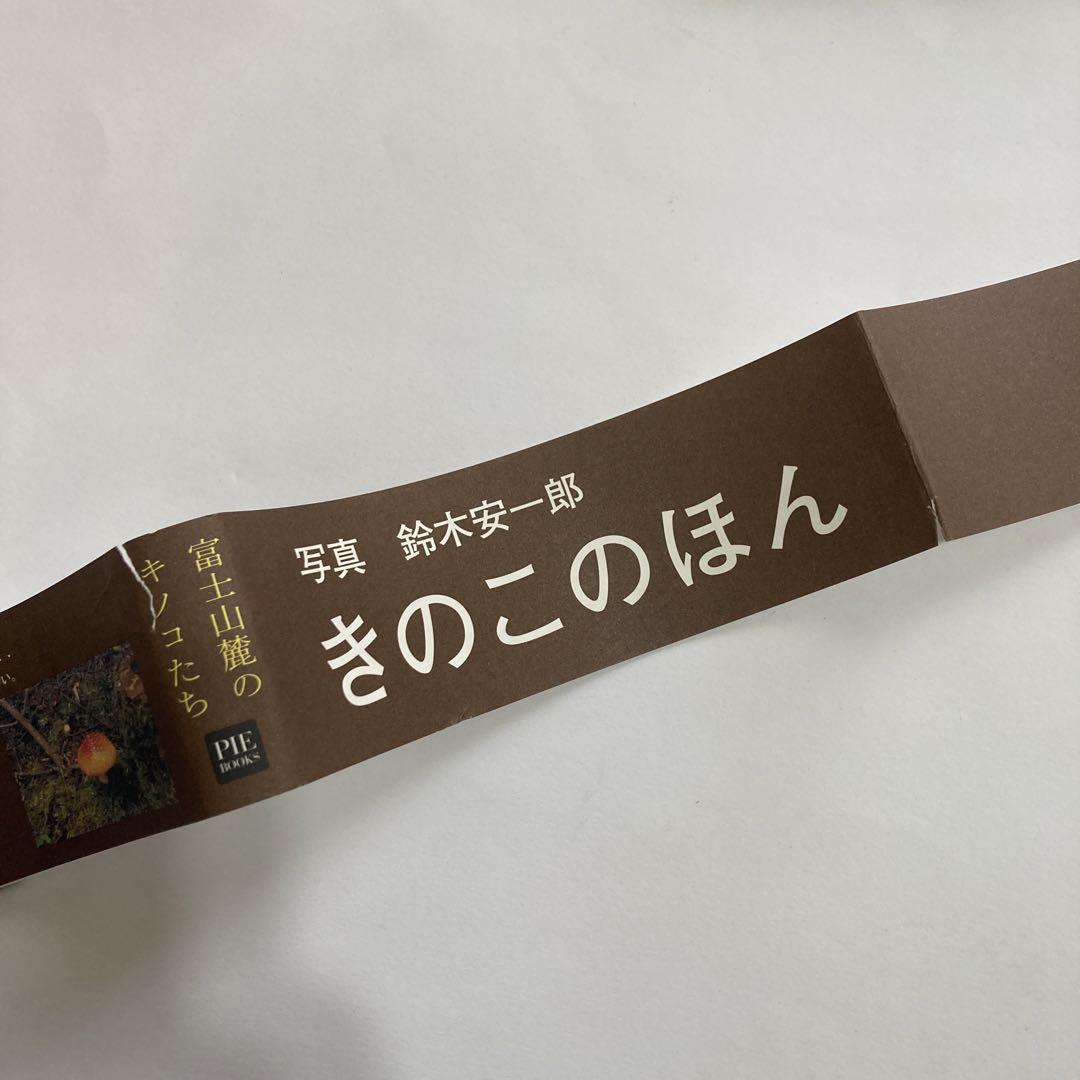 写真 鈴木安一郎
きのこのほん
富士山麓の
キノコたち
PIE
BOOKS
い。